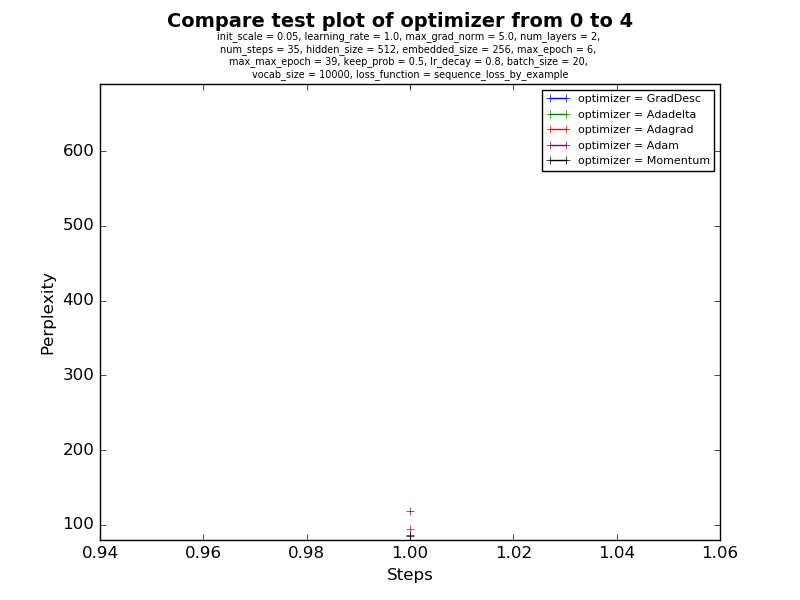 Compare test plot of optimizer from 0 to 4
init_scale = 0.05, learning_rate = 1.0, max_grad_norm = 5.0, num_layers = 2,
num_steps = 35, hidden_size = 512, embedded_size = 256, max_epoch = 6,
max_max_epoch = 39, keep_prob = 0.5, lr_decay = 0.8, batch_size = 20,
vocab_size = 10000, loss_function = sequence_loss_by_example
optimizer = GradDesc
optimizer = Adadelta
optimizer = Adagrad
optimizer = Adam
optimizer = Momentum
600
500
400
300
200
100
Perplexity
0.94 0.96 0.98 1.00 1.02 1.04 1.06
Steps